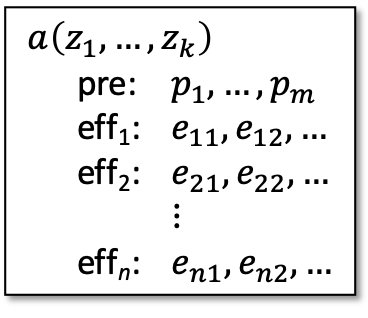 a(z₁, …, zₖ)
pre: p₁, …, pₘ
eff₁: e₁₁, e₁₂, …
eff₂: e₂₁, e₂₂, …
⋮
effₙ: eₙ₁, eₙ₂, …